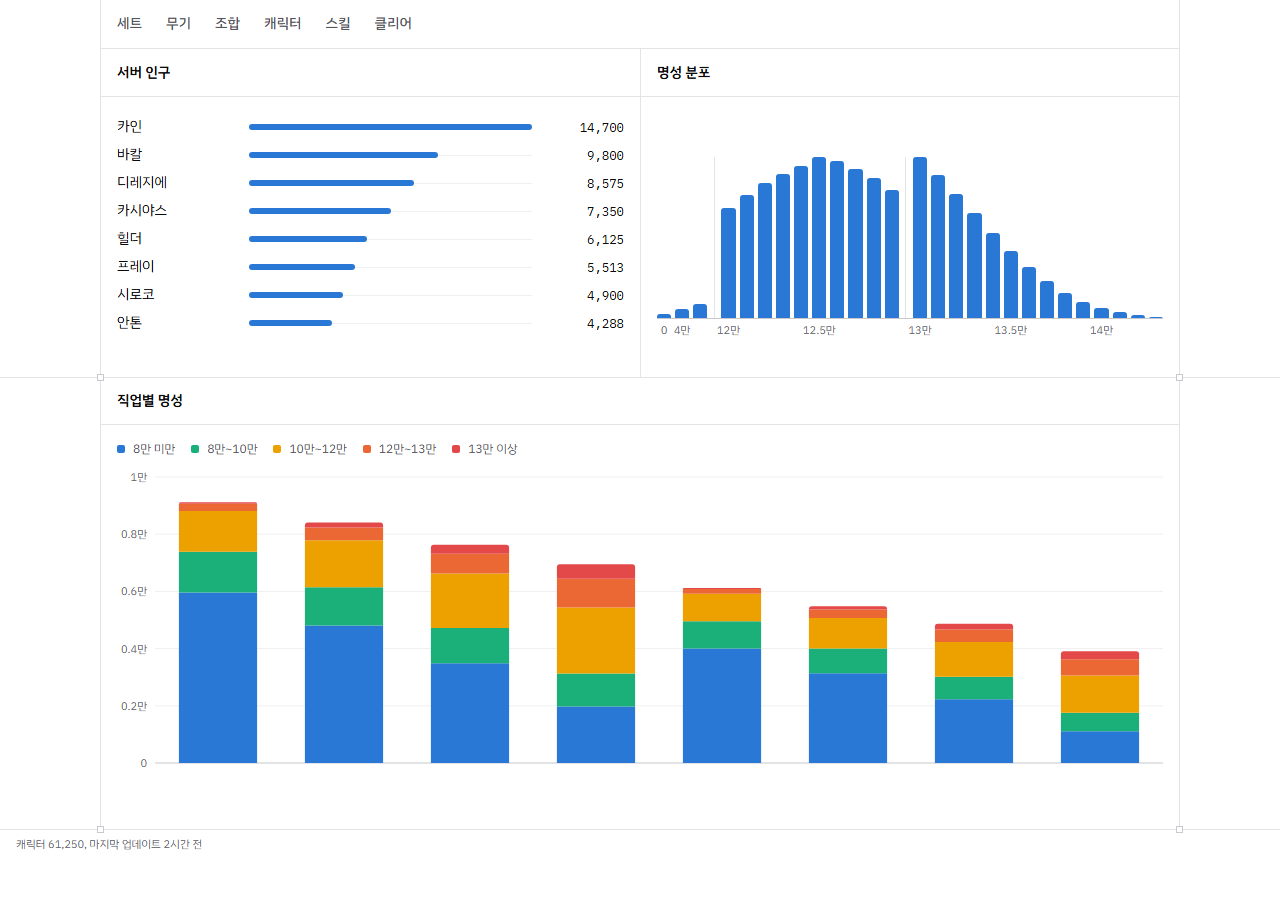 세트 무기 조합 캐릭터 스킬 클리어
서버 인구
카인 14,700
바칼 9,800
디레지에 8,575
카시야스 7,350
힐더 6,125
프레이 5,513
시로코 4,900
안톤 4,288
명성 분포
0 4만 12만 12.5만 13만 13.5만 14만
직업별 명성
8만 미만 8만~10만 10만~12만 12만~13만 13만 이상
1만
0.8만
0.6만
0.4만
0.2만
0
캐릭터 61,250, 마지막 업데이트 2시간 전